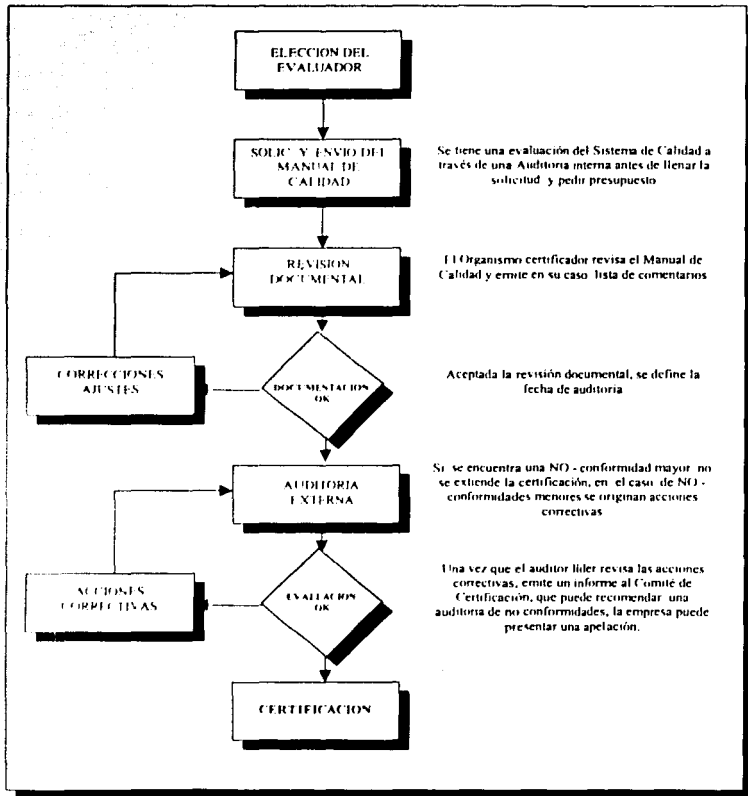 ELECCION DEL
EVALUADOR
SOLIC. Y ENVIO DEL
MANUAL DE
CALIDAD
Se tiene una evaluación del Sistema de Calidad a
través de una Auditoria interna antes de llenar la
solicitud y pedir presupuesto
REVISION
DOCUMENTAL
El Organismo certificador revisa el Manual de
Calidad y emite en su caso lista de comentarios
CORRECCIONES
AJUSTES
DOCUMENTACION
OK
Aceptada la revisión documental, se define la
fecha de auditoria
AUDITORIA
EXTERNA
Si se encuentra una NO - conformidad mayor no
se extiende la certificación, en el caso de NO -
conformidades menores se originan acciones
correctivas
ACCIONES
CORRECTIVAS
EVALUACION
OK
Una vez que el auditor líder revisa las acciones
correctivas, emite un informe al Comité de
Certificación, que puede recomendar una
auditoria de no conformidades, la empresa puede
presentar una apelación.
CERTIFICACION